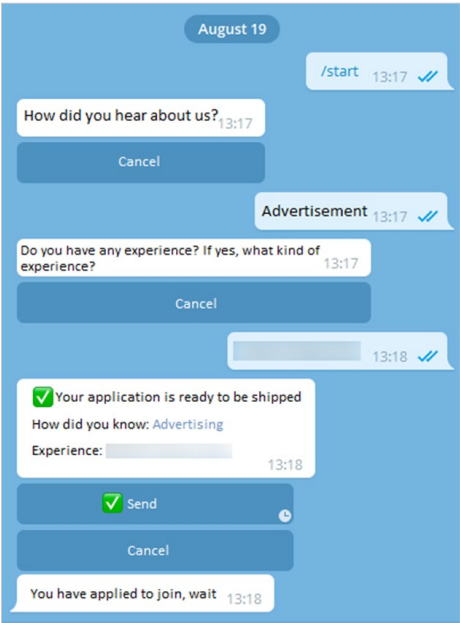 August 19
/start 13:17
How did you hear about us? 13:17
Cancel
Advertisement 13:17
Do you have any experience? If yes, what kind of
experience? 13:17
Cancel
13:18
Your application is ready to be shipped
How did you know: Advertising
Experience:
13:18
Send
Cancel
You have applied to join, wait 13:18